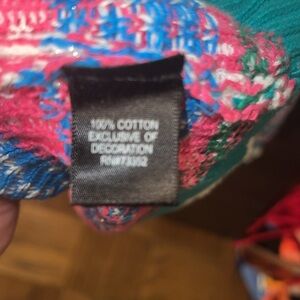 100% COTTON
EXCLUSIVE OF
DECORATION